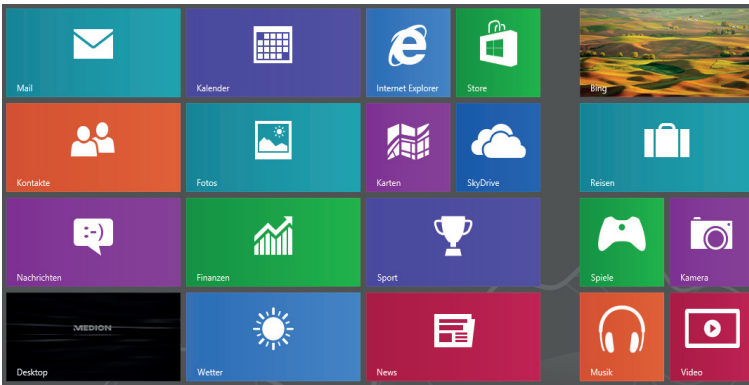 Mail
Kalender
Internet Explorer
Store
Bing
Kontakte
Fotos
Karten
SkyDrive
Reisen
:-)
Nachrichten
Finanzen
Sport
Spiele
Kamera
MEDION
Desktop
Wetter
News
Musik
Video